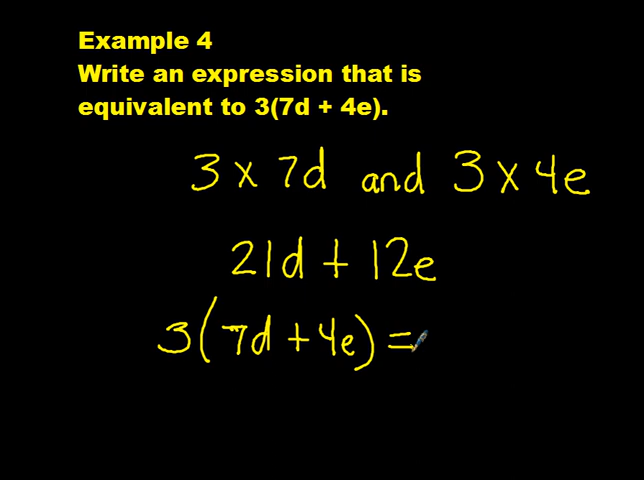 Example 4
Write an expression that is
equivalent to 3(7d + 4e).
3 x 7d and 3 x 4e
21d + 12e
3(7d + 4e) =